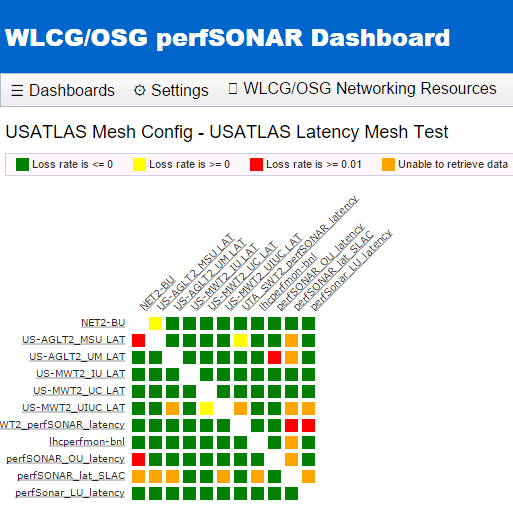 WLCG/OSG perfSONAR Dashboard
☰ Dashboards ⚙ Settings WLCG/OSG Networking Resources
USATLAS Mesh Config - USATLAS Latency Mesh Test
Loss rate is <= 0 Loss rate is >= 0 Loss rate is >= 0.01 Unable to retrieve data
NET2-BU
US-AGLT2_MSU LAT
US-AGLT2_UM LAT
US-MWT2_IU LAT
US-MWT2_UC LAT
US-MWT2_UIUC LAT
UTA_SWT2_perfSONAR_latency
lhcperfmon-bnl
perfSONAR_OU_latency
perfSONAR_lat_SLAC
perfSonar_LU_latency
NET2-BU
US-AGLT2_MSU LAT
US-AGLT2_UM LAT
US-MWT2_IU LAT
US-MWT2_UC LAT
US-MWT2_UIUC LAT
WT2_perfSONAR_latency
lhcperfmon-bnl
perfSONAR_OU_latency
perfSONAR_lat_SLAC
perfSonar_LU_latency